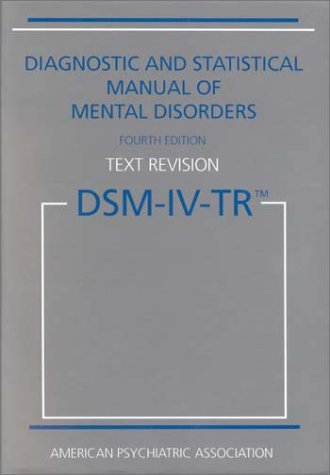 DIAGNOSTIC AND STATISTICAL
MANUAL OF
MENTAL DISORDERS
FOURTH EDITION
TEXT REVISION
DSM-IV-TR™
AMERICAN PSYCHIATRIC ASSOCIATION